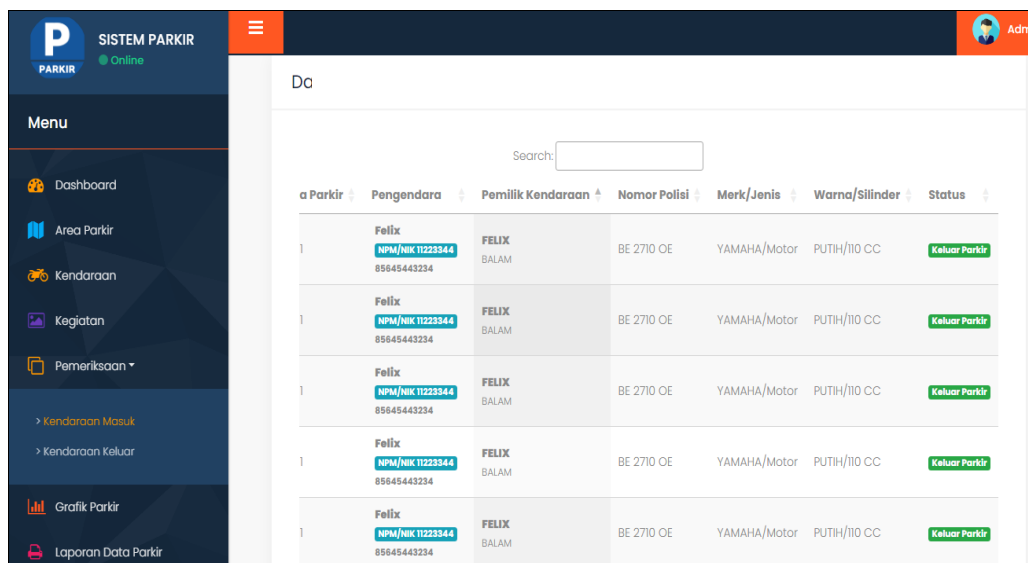 P
PARKIR
SISTEM PARKIR
Online
Adm
Menu
Dashboard
Area Parkir
Kendaraan
Kegiatan
Pemeriksaan
> Kendaraan Masuk
> Kendaraan Keluar
Grafik Parkir
Laporan Data Parkir
Da
Search:
a Parkir Pengendara Pemilik Kendaraan Nomor Polisi Merk/Jenis Warna/Silinder Status
Felix
1 NPM/NIK 11223344 FELIX BE 2710 OE YAMAHA/Motor PUTIH/110 CC Keluar Parkir
85645443234 BALAM
Felix
1 NPM/NIK 11223344 FELIX BE 2710 OE YAMAHA/Motor PUTIH/110 CC Keluar Parkir
85645443234 BALAM
Felix
1 NPM/NIK 11223344 FELIX BE 2710 OE YAMAHA/Motor PUTIH/110 CC Keluar Parkir
85645443234 BALAM
Felix
1 NPM/NIK 11223344 FELIX BE 2710 OE YAMAHA/Motor PUTIH/110 CC Keluar Parkir
85645443234 BALAM
Felix
1 NPM/NIK 11223344 FELIX BE 2710 OE YAMAHA/Motor PUTIH/110 CC Keluar Parkir
85645443234 BALAM